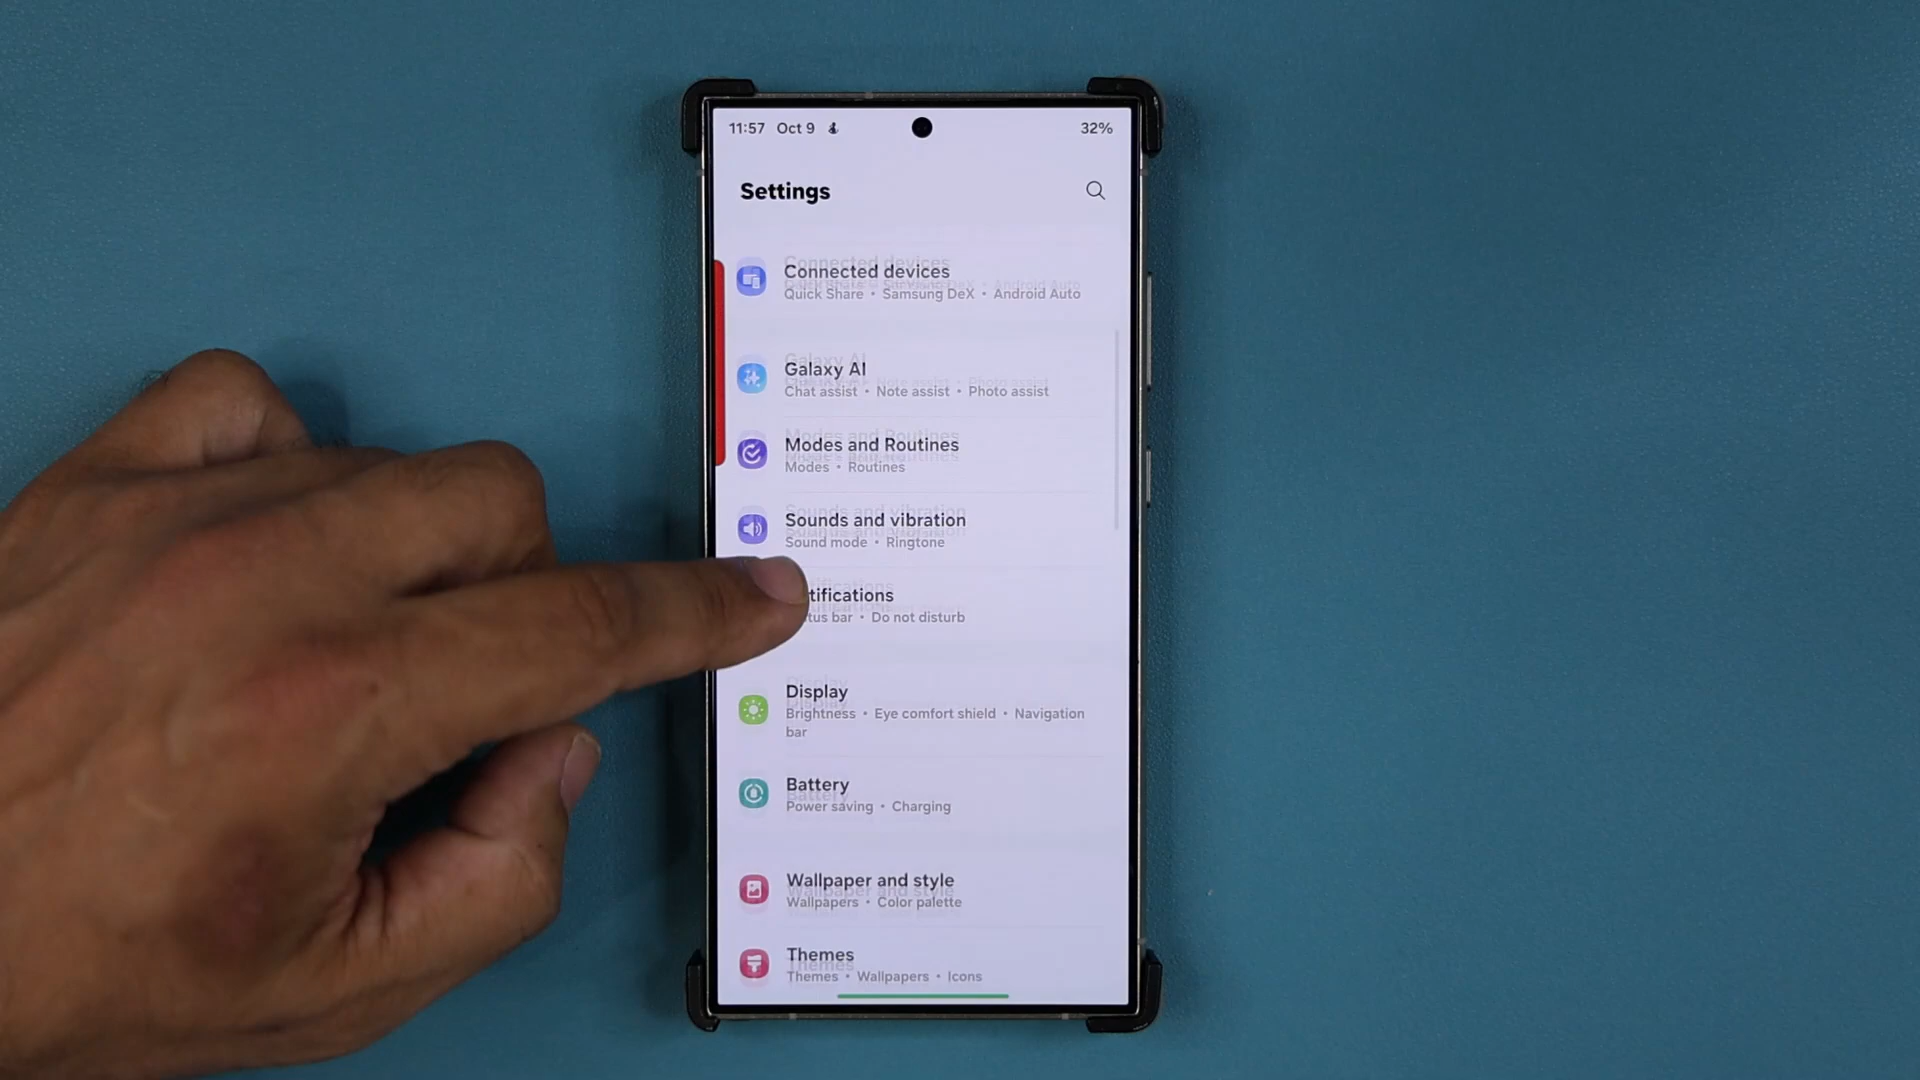 11:57 Oct 9 32%
Settings
Connected devices
Quick Share • Samsung DeX • Android Auto
Galaxy AI
Chat assist • Note assist • Photo assist
Modes and Routines
Modes • Routines
Sounds and vibration
Sound mode • Ringtone
tifications
tus bar • Do not disturb
Display
Brightness • Eye comfort shield • Navigation
bar
Battery
Power saving • Charging
Wallpaper and style
Wallpapers • Color palette
Themes
Themes • Wallpapers • Icons